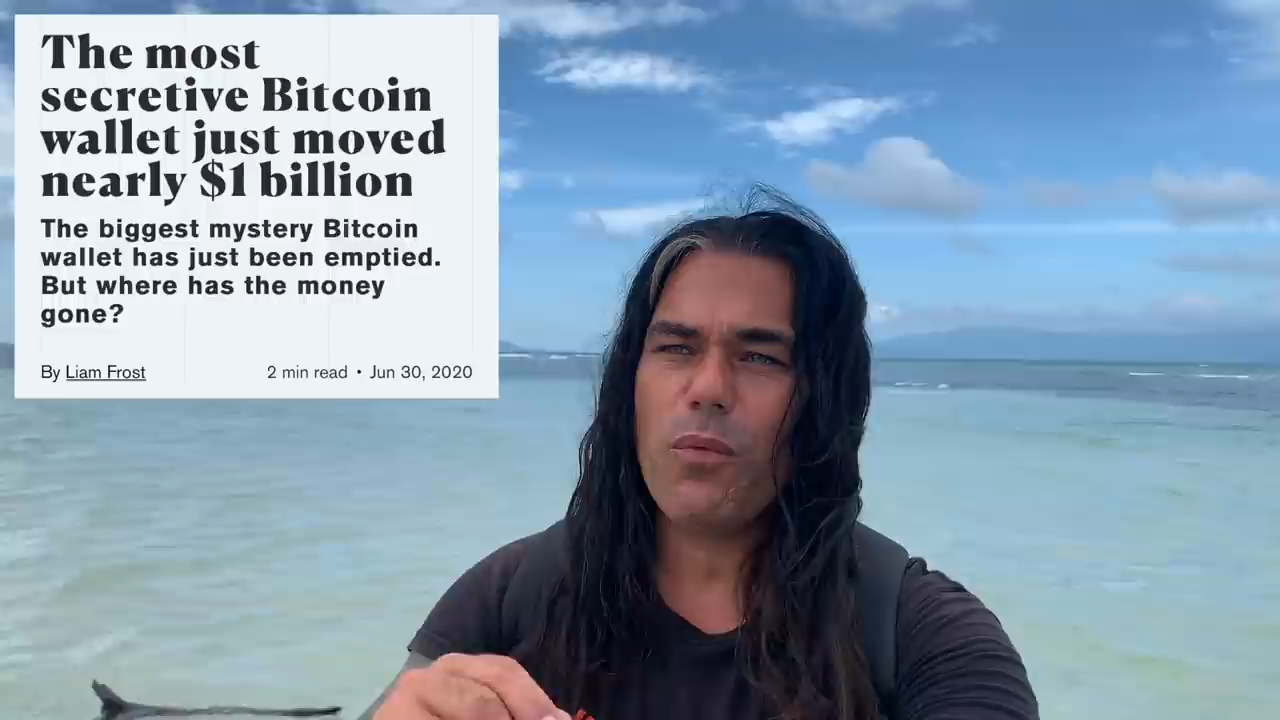 The most
secretive Bitcoin
wallet just moved
nearly $1 billion
The biggest mystery Bitcoin
wallet has just been emptied.
But where has the money
gone?
By Liam Frost 2 min read • Jun 30, 2020